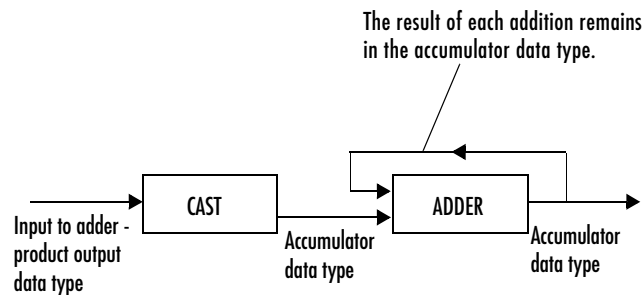 The result of each addition remains
in the accumulator data type.
CAST
ADDER
Input to adder -
product output
data type
Accumulator
data type
Accumulator
data type